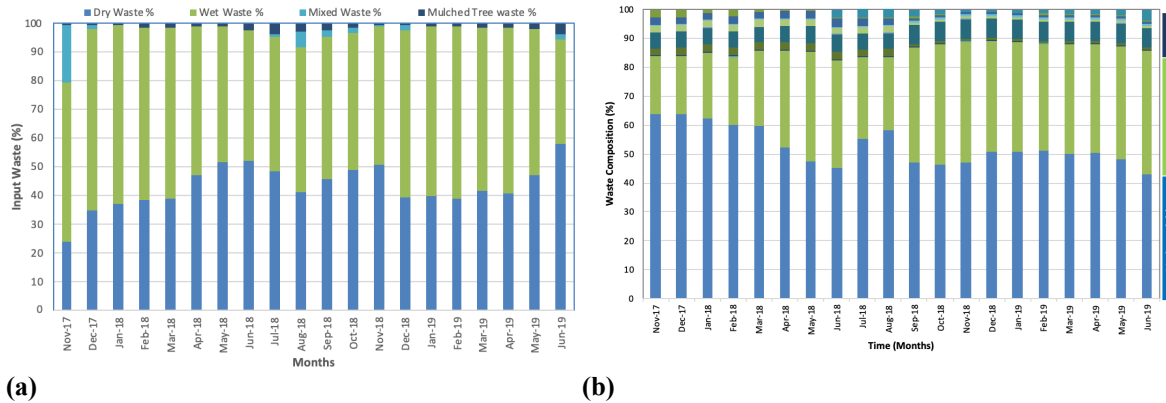 Dry Waste % Wet Waste % Mixed Waste % Mulched Tree waste %
100
90
80
70
60
50
40
30
20
10
0
Input Waste (%)
Nov-17 Dec-17 Jan-18 Feb-18 Mar-18 Apr-18 May-18 Jun-18 Jul-18 Aug-18 Sep-18 Oct-18 Nov-18 Dec-18 Jan-19 Feb-19 Mar-19 Apr-19 May-19 Jun-19
Months
(a)
100
90
80
70
60
50
40
30
20
10
0
Waste Composition (%)
Nov-17 Dec-17 Jan-18 Feb-18 Mar-18 Apr-18 May-18 Jun-18 Jul-18 Aug-18 Sep-18 Oct-18 Nov-18 Dec-18 Jan-19 Feb-19 Mar-19 Apr-19 May-19 Jun-19
Time (Months)
(b)